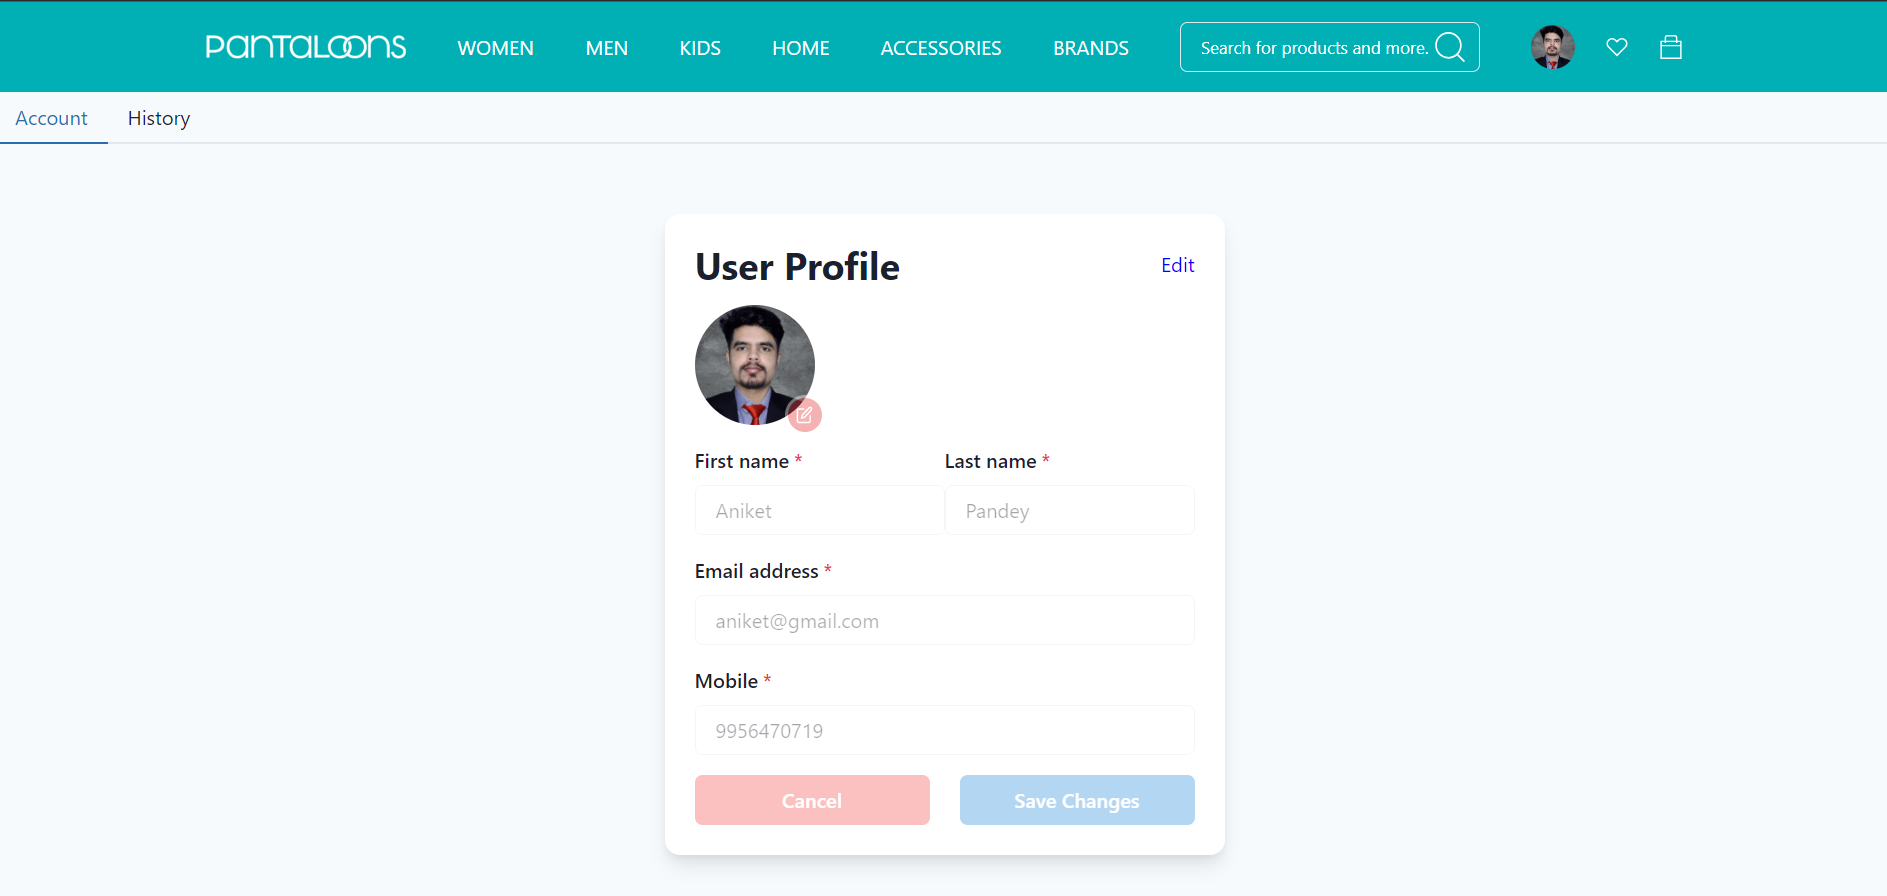 PANTALOONS WOMEN MEN KIDS HOME ACCESSORIES BRANDS Search for products and more.
Account History
User Profile Edit
First name * Last name *
Aniket Pandey
Email address *
aniket@gmail.com
Mobile *
9956470719
Cancel Save Changes